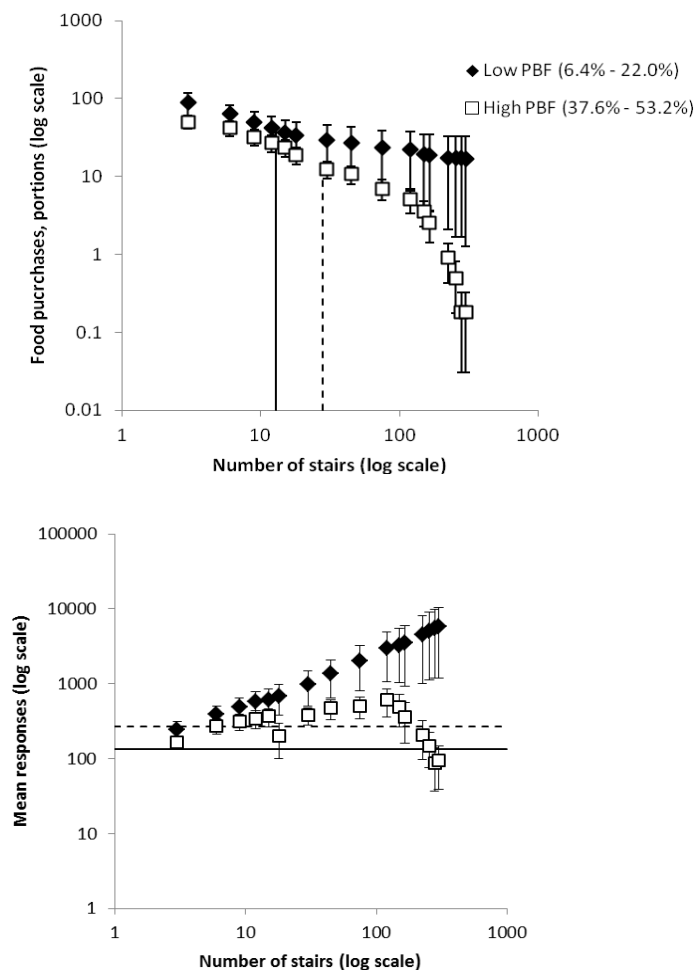 1000
100
10
1
0.1
0.01
Food pucrchases, portions (log scale)
Low PBF (6.4% - 22.0%)
High PBF (37.6% - 53.2%)
1 10 100 1000
Number of stairs (log scale)
100000
10000
1000
100
10
1
Mean responses (log scale)
1 10 100 1000
Number of stairs (log scale)